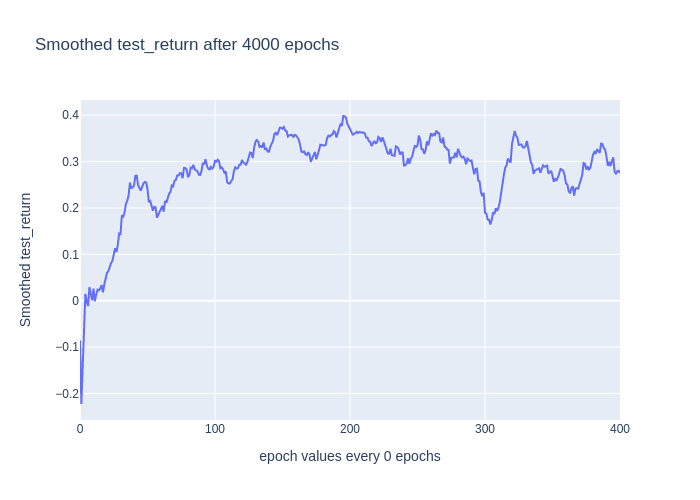 Smoothed test_return after 4000 epochs
0.4
0.3
0.2
0.1
0
−0.1
−0.2
Smoothed test_return
0 100 200 300 400
epoch values every 0 epochs